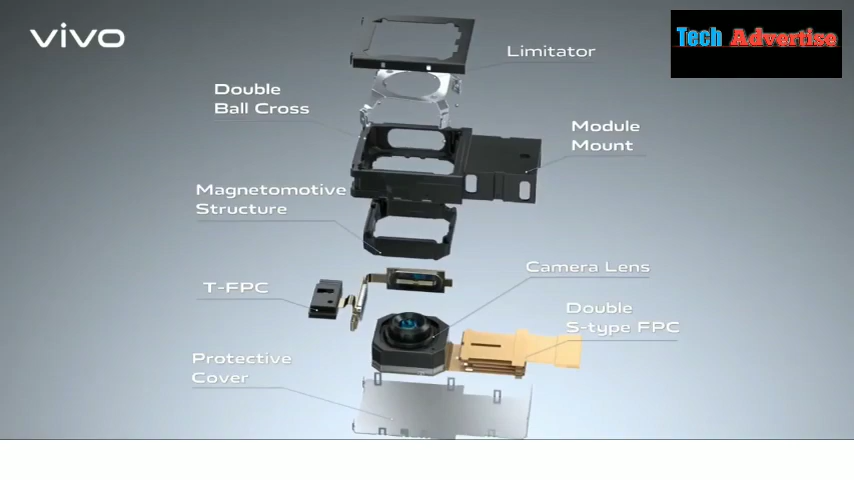 vivo
Tech Advertise
Limitator
Double
Ball Cross
Module
Mount
Magnetomotive
Structure
Camera Lens
T-FPC
Double
S-type FPC
Protective
Cover